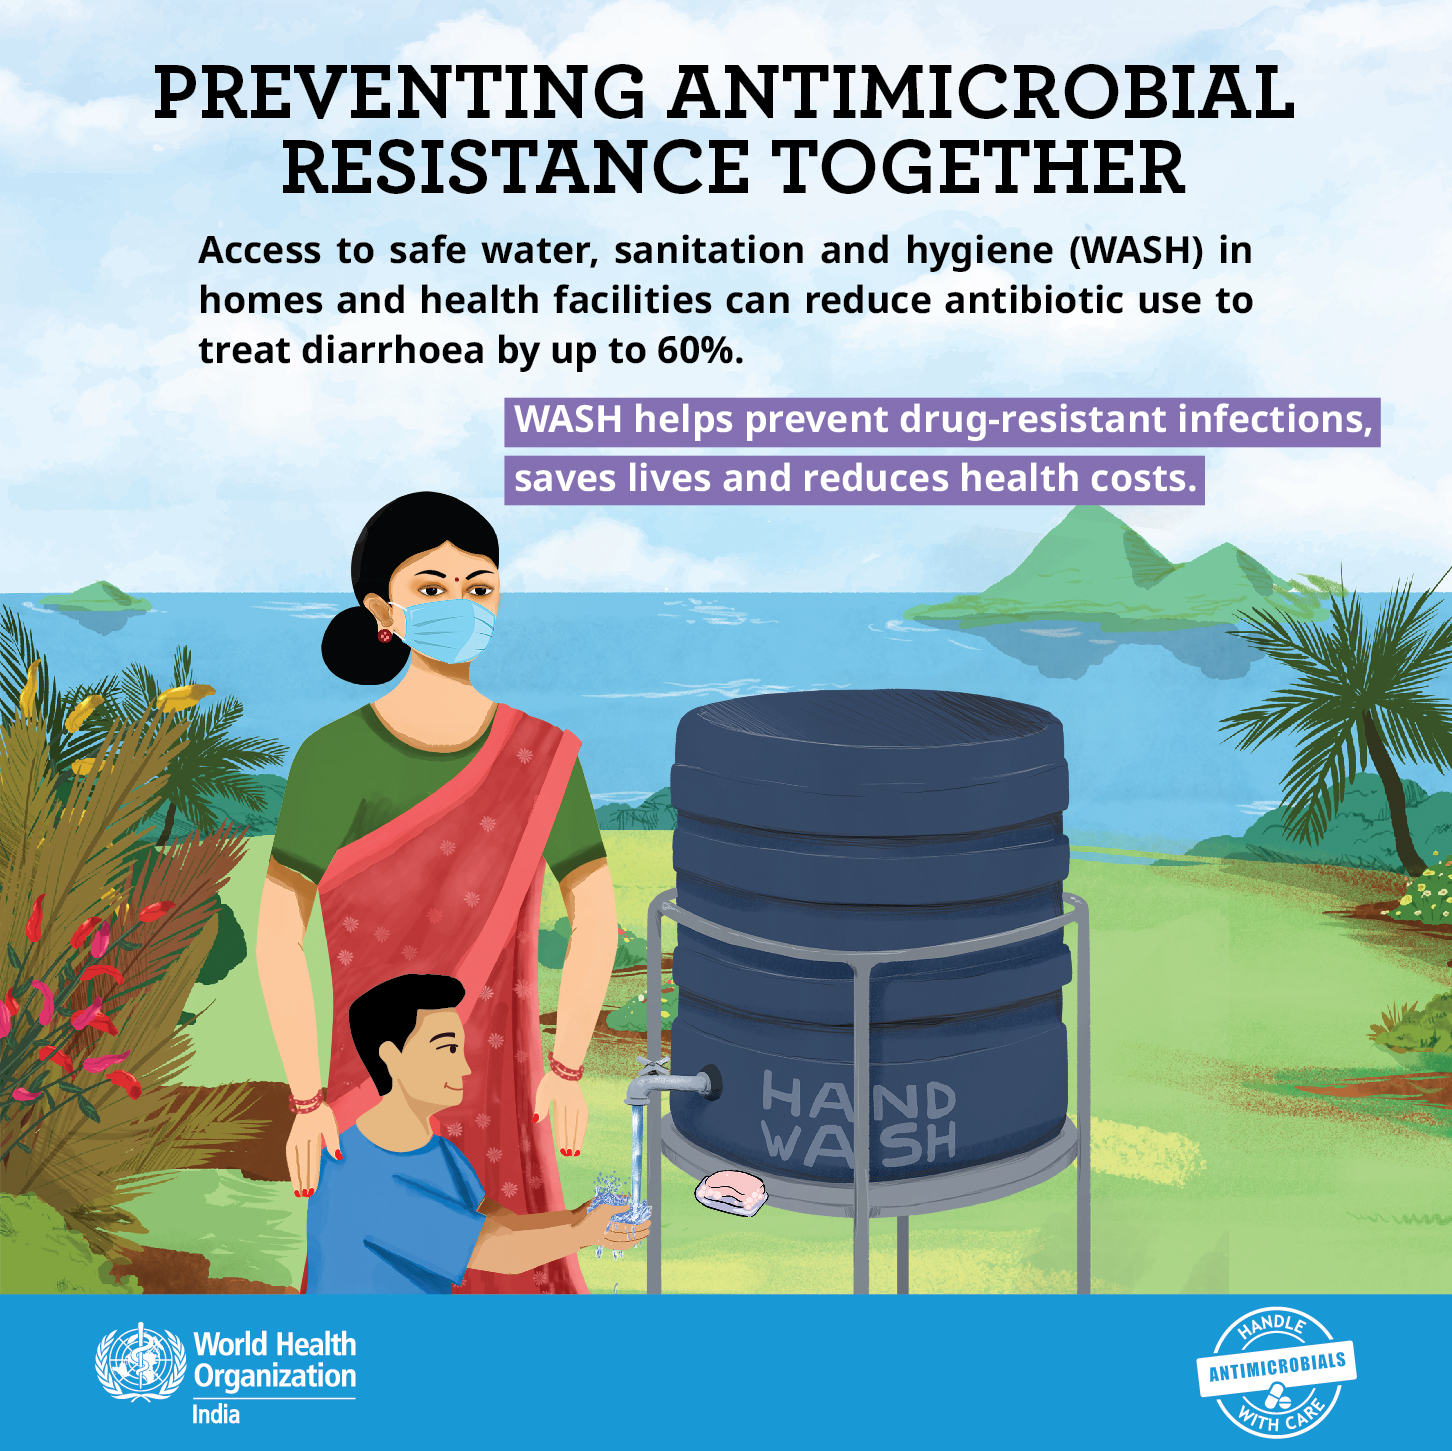 PREVENTING ANTIMICROBIAL
RESISTANCE TOGETHER
Access to safe water, sanitation and hygiene (WASH) in
homes and health facilities can reduce antibiotic use to
treat diarrhoea by up to 60%.
WASH helps prevent drug-resistant infections,
saves lives and reduces health costs.
HAND
WASH
World Health
Organization
India
HANDLE
ANTIMICROBIALS
WITH CARE